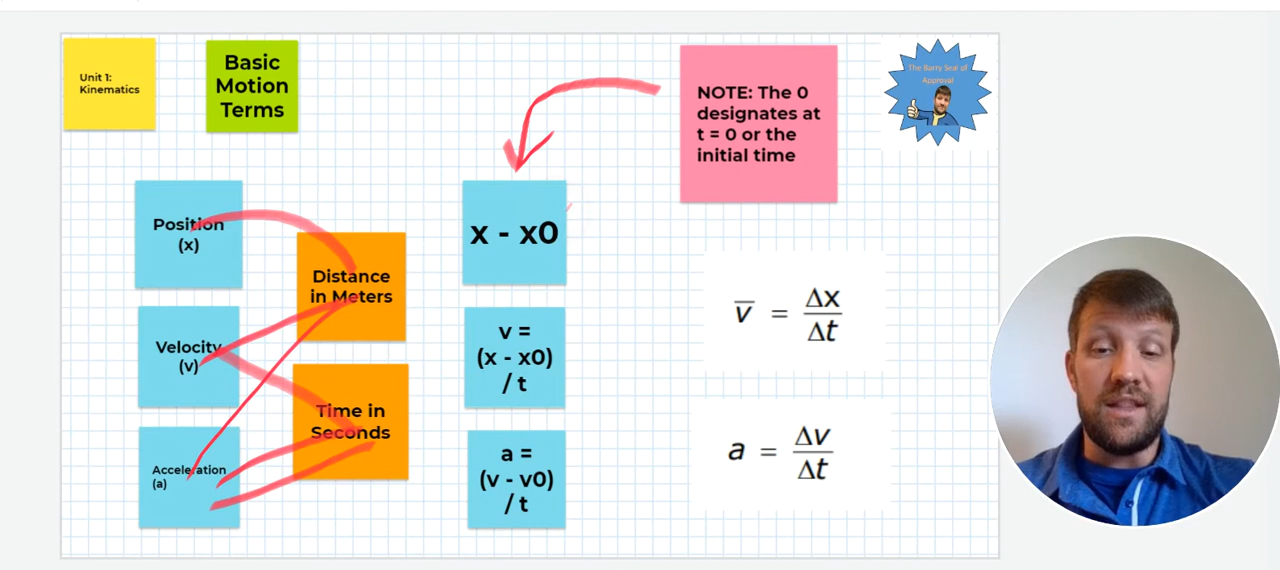 Unit 1:
Kinematics
Basic
Motion
Terms
NOTE: The 0
designates at
t = 0 or the
initial time
The Barry Seal of
Approval
Position
(x)
Distance
in Meters
x - x0
Velocity
(v)
v =
(x - x0)
/ t
v̅ = Δx/Δt
Time in
Seconds
Acceleration
(a)
a =
(v - v0)
/ t
a = Δv/Δt